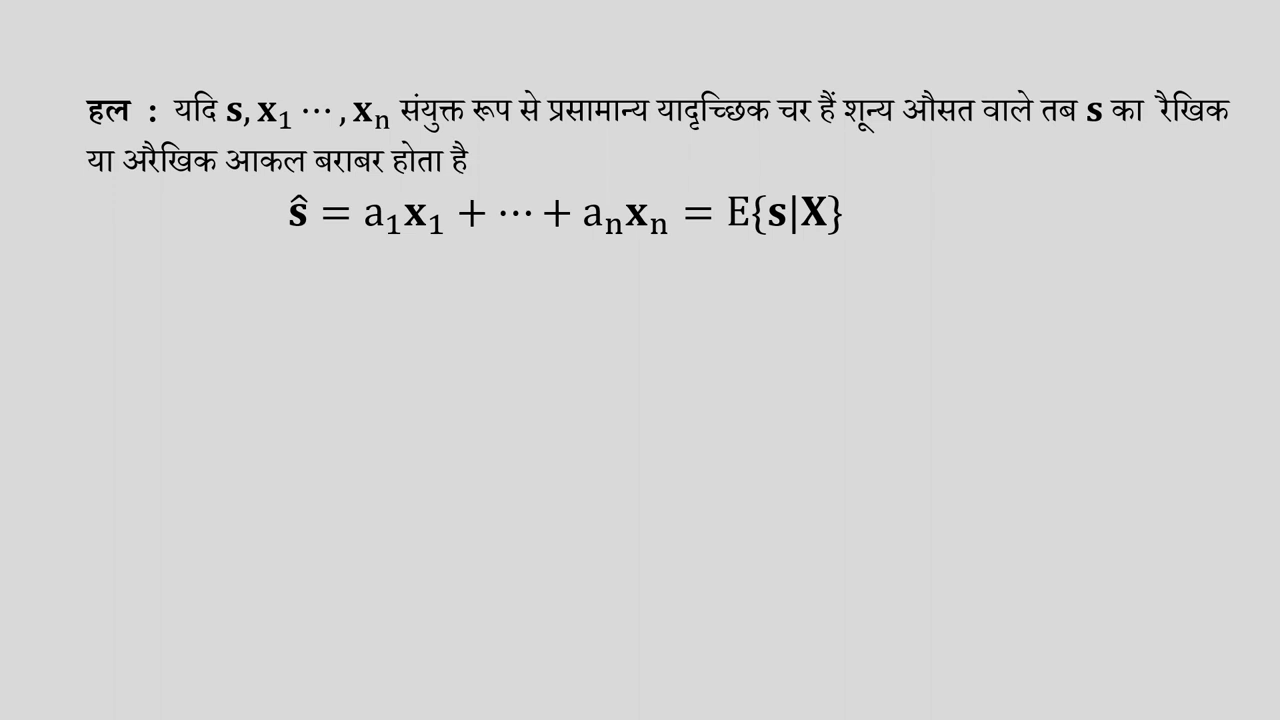 हल : यदि s, x₁ ⋯ , xₙ संयुक्त रूप से प्रसामान्य यादृच्छिक चर हैं शून्य औसत वाले तब s का रैखिक
या अरैखिक आकल बराबर होता है
ŝ = a₁x₁ + ⋯ + aₙxₙ = E{s|X}